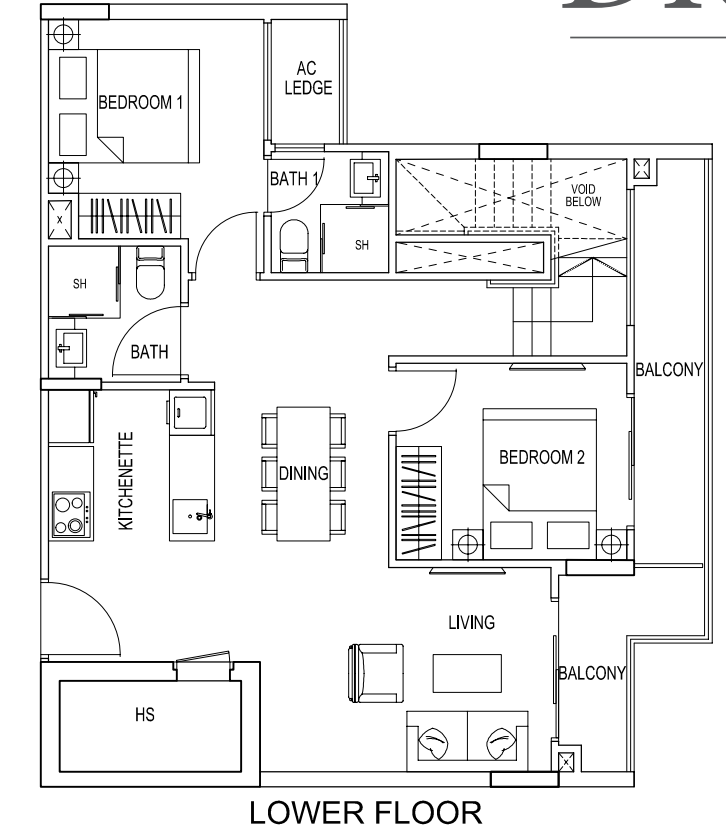 AC
LEDGE
BEDROOM 1
BATH 1
VOID
BELOW
X
SH
SH
BATH
BALCONY
KITCHENETTE
DINING
BEDROOM 2
LIVING
BALCONY
HS
LOWER FLOOR